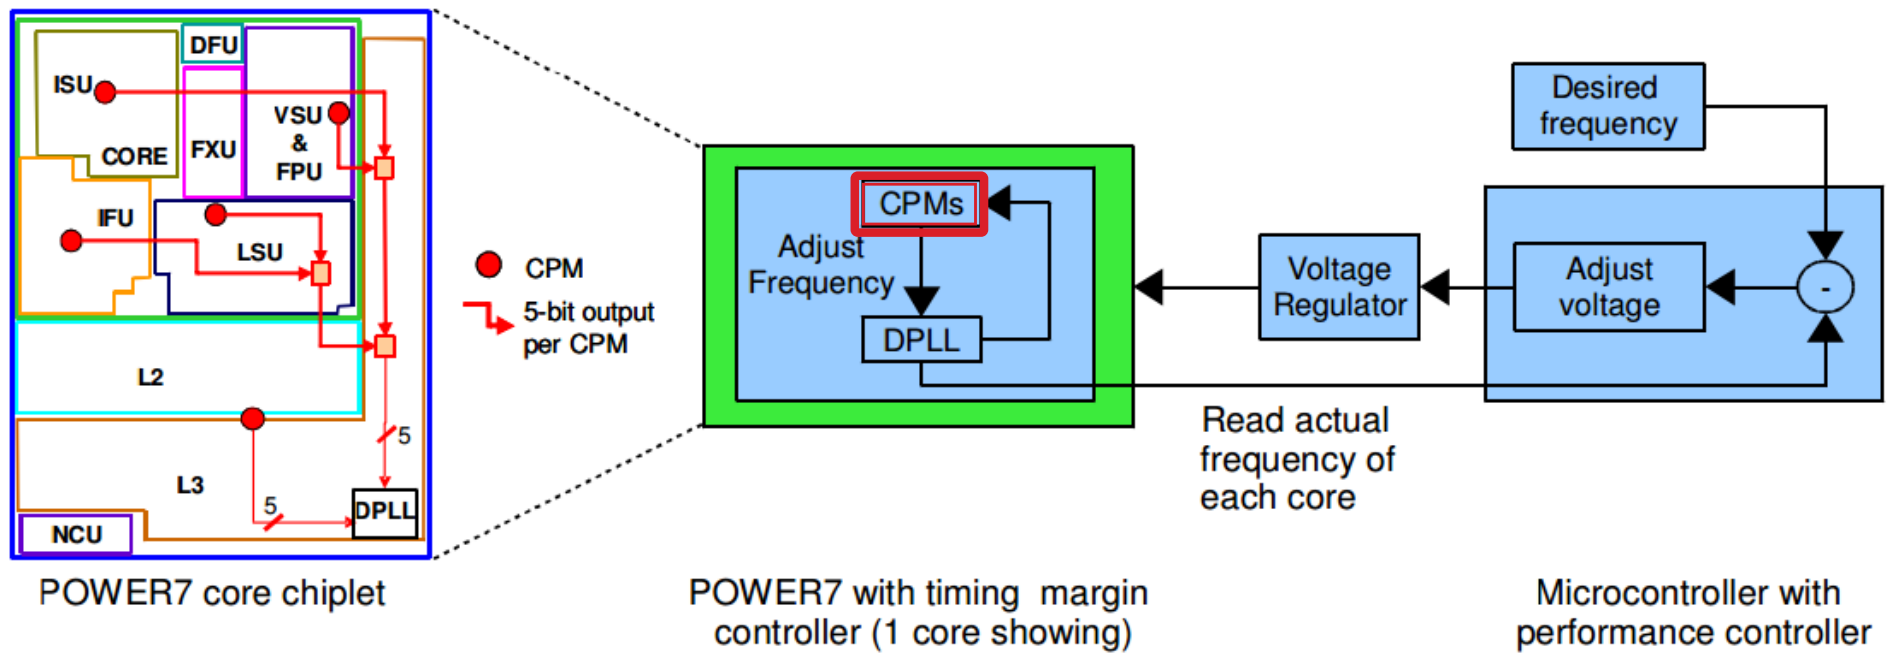 DFU
ISU
VSU
&
FPU
CORE
FXU
IFU
LSU
L2
5
L3
5
DPLL
NCU
CPM
5-bit output
per CPM
POWER7 core chiplet
CPMs
Adjust
Frequency
DPLL
POWER7 with timing margin
controller (1 core showing)
Read actual
frequency of
each core
Voltage
Regulator
Desired
frequency
Adjust
voltage
-
Microcontroller with
performance controller